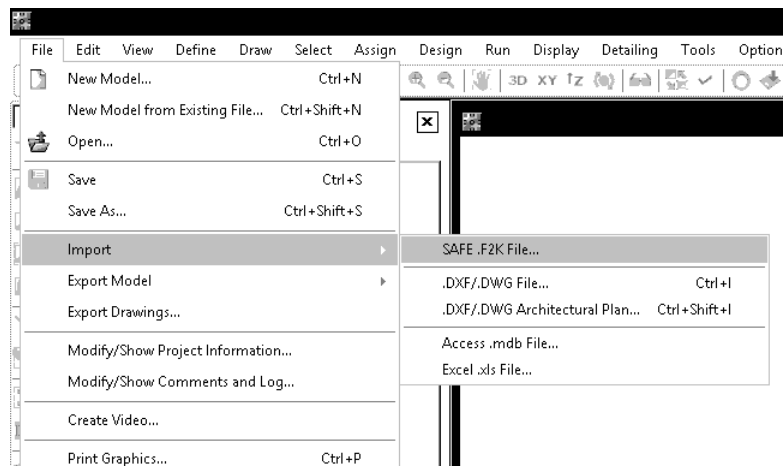 File Edit View Define Draw Select Assign Design Run Display Detailing Tools Option
New Model... Ctrl+N
3D XY
New Model from Existing File... Ctrl+Shift+N
Open... Ctrl+O
Save Ctrl+S
Save As... Ctrl+Shift+S
Import
SAFE .F2K File...
Export Model
.DXF/.DWG File... Ctrl+I
Export Drawings...
.DXF/.DWG Architectural Plan... Ctrl+Shift+I
Modify/Show Project Information...
Access .mdb File...
Modify/Show Comments and Log...
Excel .xls File...
Create Video...
Print Graphics... Ctrl+P